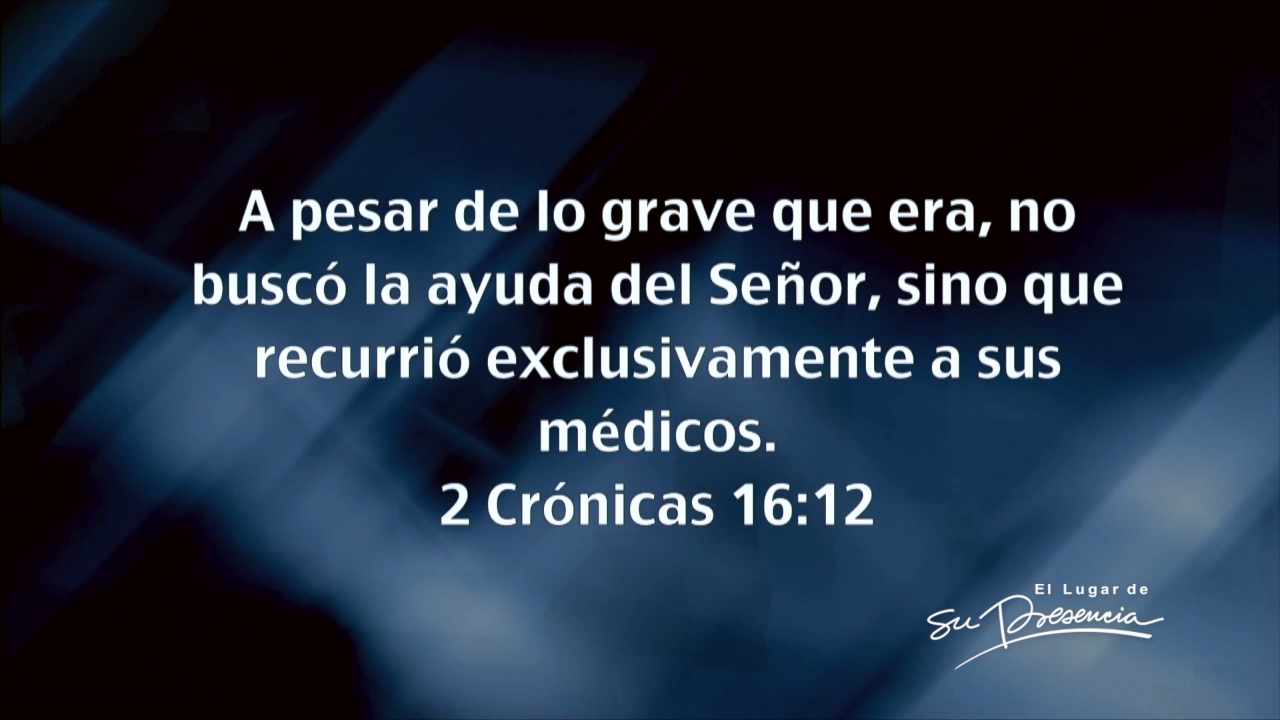 A pesar de lo grave que era, no
buscó la ayuda del Señor, sino que
recurrió exclusivamente a sus
médicos.
2 Crónicas 16:12
El Lugar de
Su Presencia